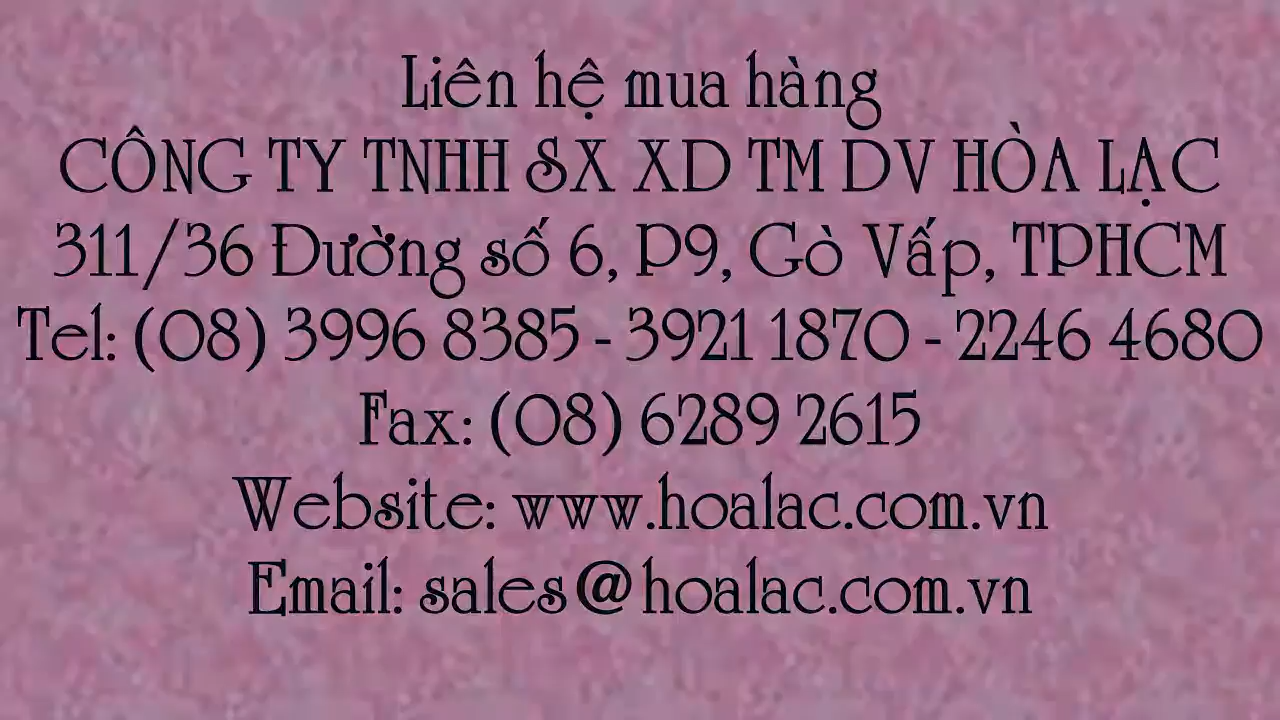 Liên hệ mua hàng
CÔNG TY TNHH SX XD TM DV HÒA LẠC
311/36 Đường số 6, P9, Gò Vấp, TPHCM
Tel: (08) 3996 8385 - 3921 1870 - 2246 4680
Fax: (08) 6289 2615
Website: www.hoalac.com.vn
Email: sales@hoalac.com.vn